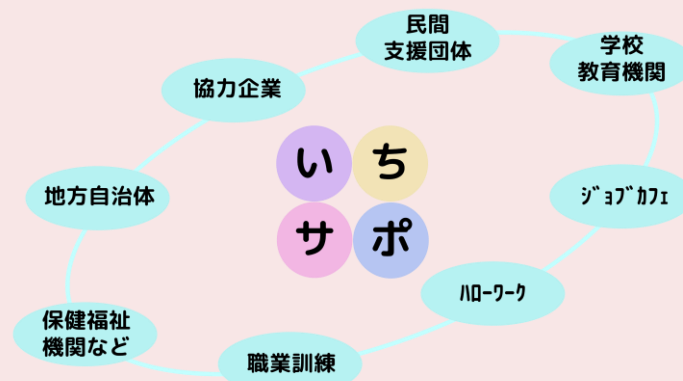 民間
支援団体
学校
教育機関
協力企業
いち
サポ
地方自治体
ｼﾞｮﾌﾞｶﾌｪ
ﾊﾛｰﾜｰｸ
保健福祉
機関など
職業訓練